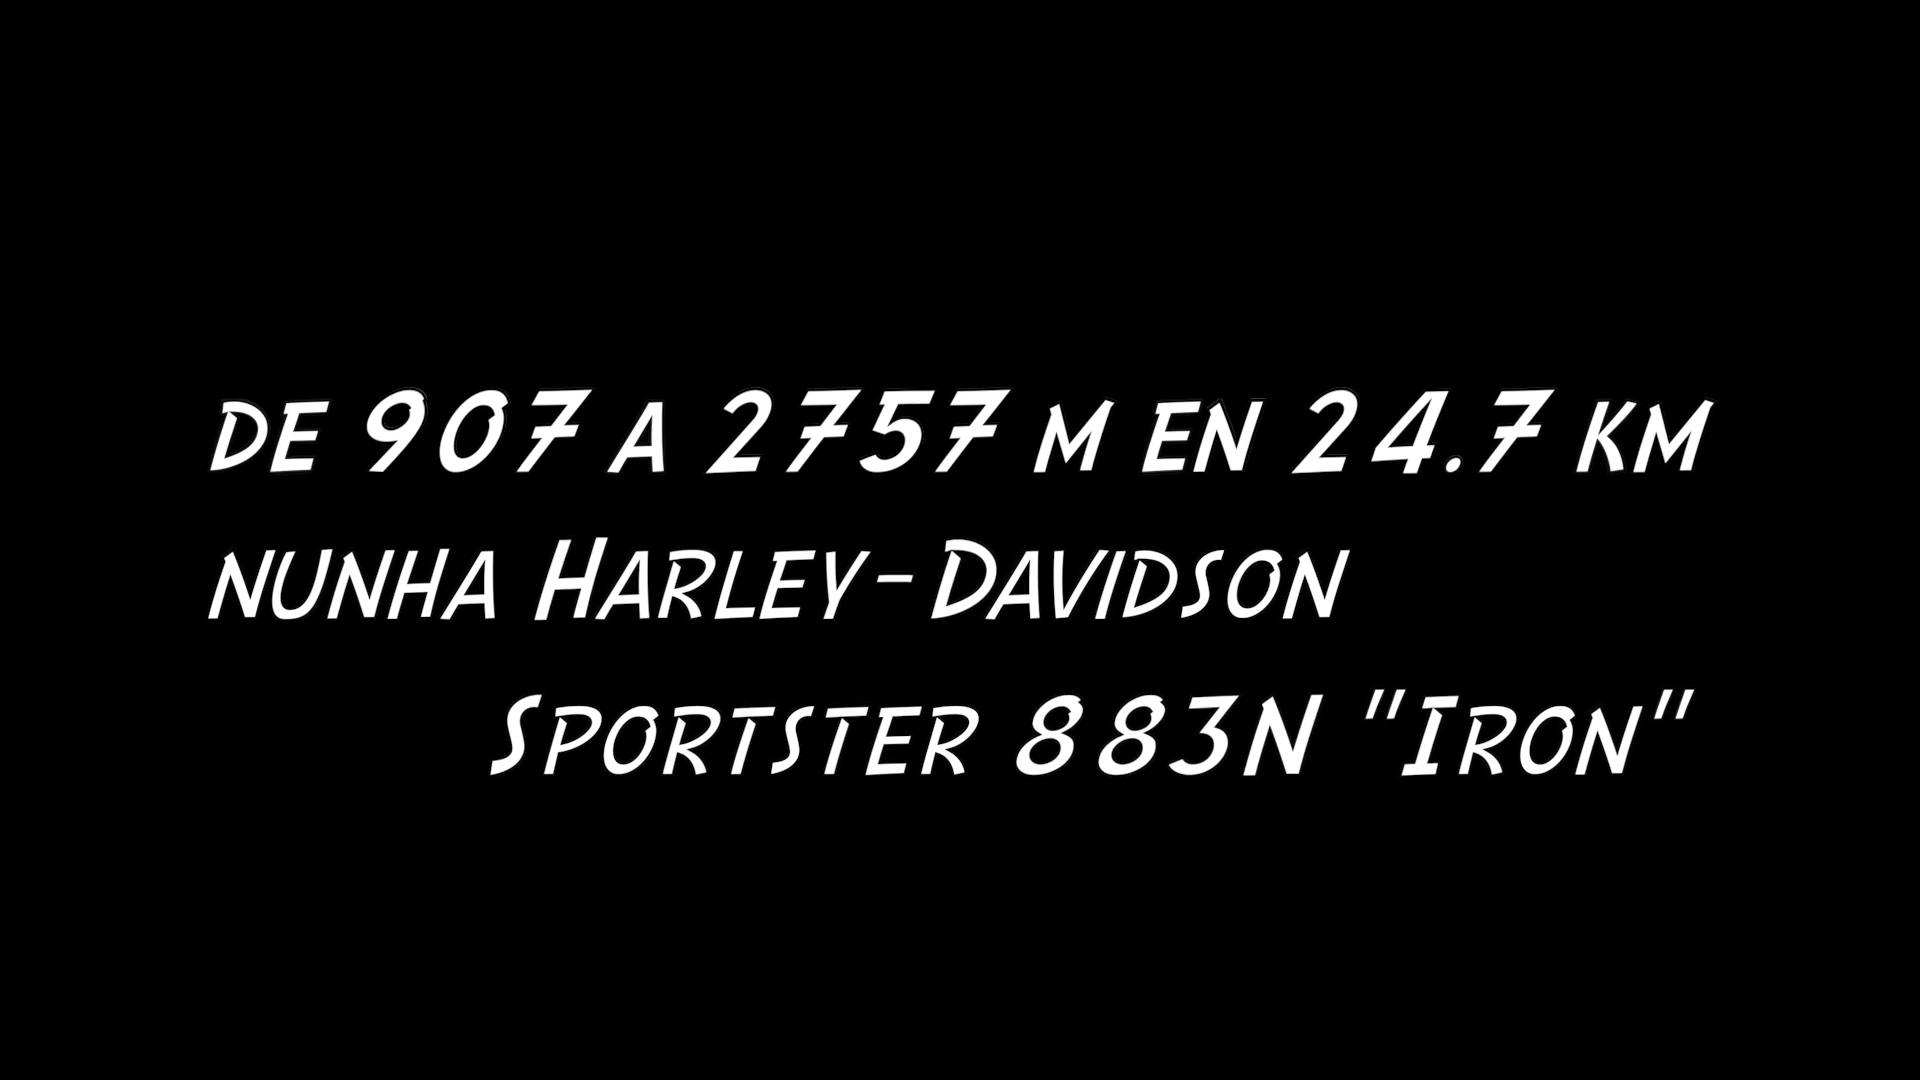 de 907 a 2757 m en 24.7 km
nunha Harley-Davidson
Sportster 883N "Iron"